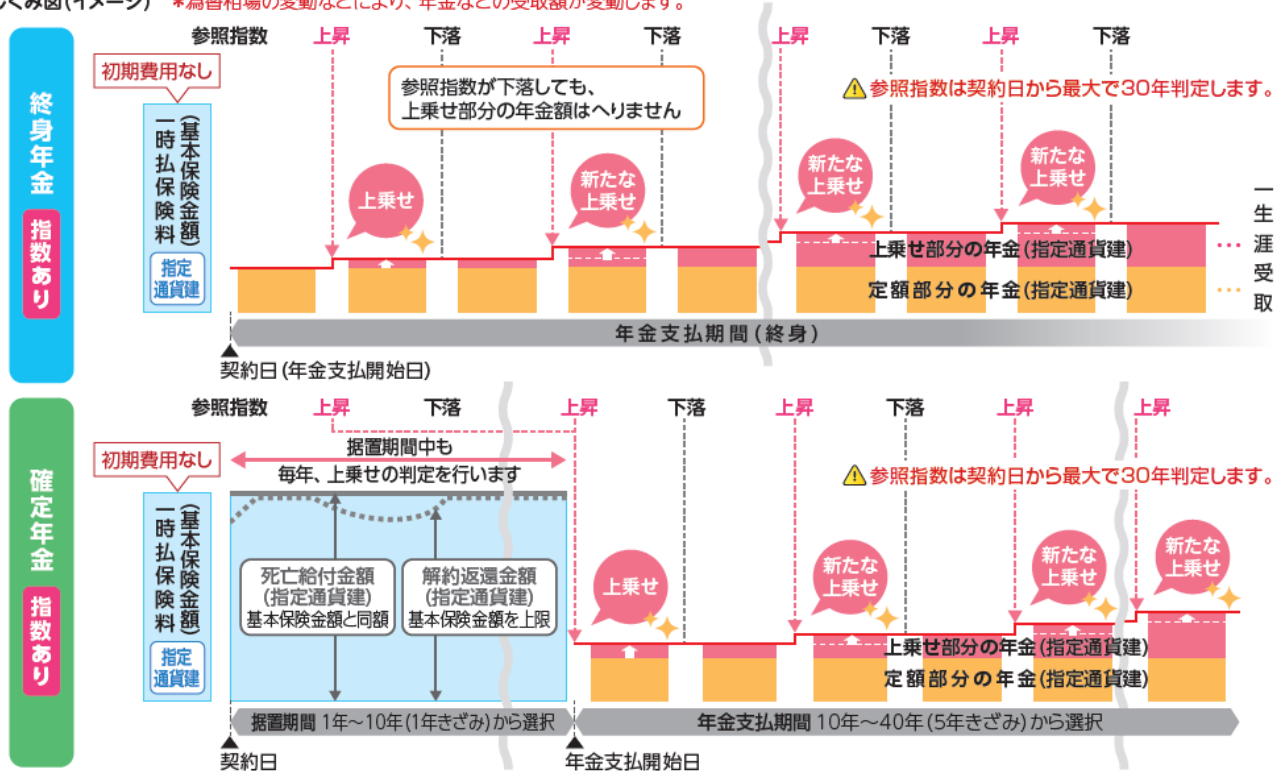 くみ図(イメージ) *為替相場の変動などにより、年金などの受取額が変動します。
終身年金
指数あり
参照指数 上昇 下落 上昇 下落 上昇 下落 上昇 下落
初期費用なし
一時払保険料
(基本保険金額)
指定
通貨建
参照指数が下落しても、
上乗せ部分の年金額はへりません
⚠参照指数は契約日から最大で30年判定します。
上乗せ
新たな
上乗せ
新たな
上乗せ
新たな
上乗せ
上乗せ部分の年金(指定通貨建) …
定額部分の年金(指定通貨建) …
一生涯受取
年金支払期間(終身)
▲
契約日(年金支払開始日)
確定年金
指数あり
参照指数 上昇 下落 上昇 下落 上昇 下落 上昇 上昇
初期費用なし
一時払保険料
(基本保険金額)
指定
通貨建
据置期間中も
毎年、上乗せの判定を行います
⚠参照指数は契約日から最大で30年判定します。
死亡給付金額
(指定通貨建)
基本保険金額と同額
解約返還金額
(指定通貨建)
基本保険金額を上限
上乗せ
新たな
上乗せ
新たな
上乗せ
新たな
上乗せ
上乗せ部分の年金(指定通貨建)
定額部分の年金(指定通貨建)
据置期間 1年~10年(1年きざみ)から選択
年金支払期間 10年~40年(5年きざみ)から選択
▲
契約日
▲
年金支払開始日